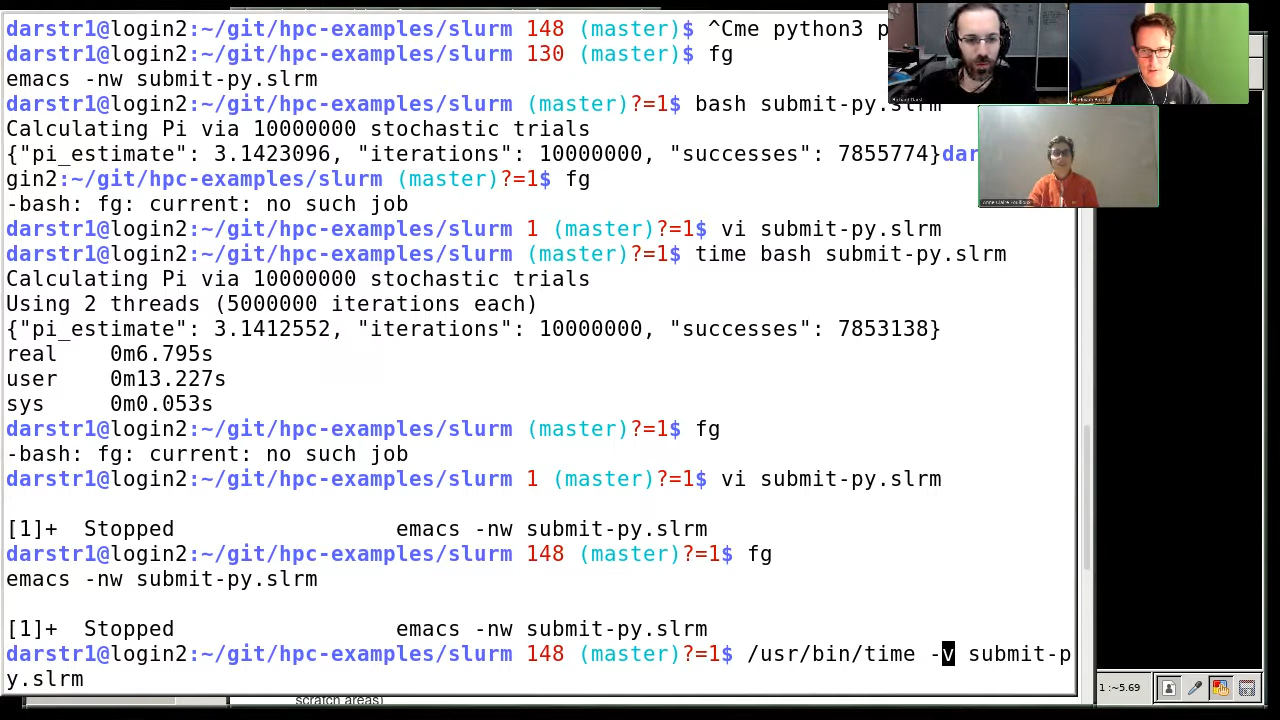 darstr1@login2:~/git/hpc-examples/slurm 148 (master)$ ^Cme python3 p
darstr1@login2:~/git/hpc-examples/slurm 130 (master)$ fg
emacs -nw submit-py.slrm
darstr1@login2:~/git/hpc-examples/slurm (master)?=1$ bash submit-py.slrm
Calculating Pi via 10000000 stochastic trials
{"pi_estimate": 3.1423096, "iterations": 10000000, "successes": 7855774}dar
gin2:~/git/hpc-examples/slurm (master)?=1$ fg
-bash: fg: current: no such job
darstr1@login2:~/git/hpc-examples/slurm 1 (master)?=1$ vi submit-py.slrm
darstr1@login2:~/git/hpc-examples/slurm (master)?=1$ time bash submit-py.slrm
Calculating Pi via 10000000 stochastic trials
Using 2 threads (5000000 iterations each)
{"pi_estimate": 3.1412552, "iterations": 10000000, "successes": 7853138}
real    0m6.795s
user    0m13.227s
sys     0m0.053s
darstr1@login2:~/git/hpc-examples/slurm (master)?=1$ fg
-bash: fg: current: no such job
darstr1@login2:~/git/hpc-examples/slurm 1 (master)?=1$ vi submit-py.slrm
[1]+  Stopped                 emacs -nw submit-py.slrm
darstr1@login2:~/git/hpc-examples/slurm 148 (master)?=1$ fg
emacs -nw submit-py.slrm
[1]+  Stopped                 emacs -nw submit-py.slrm
darstr1@login2:~/git/hpc-examples/slurm 148 (master)?=1$ /usr/bin/time -v submit-p
y.slrm
scratch areas)
1 :~5.69